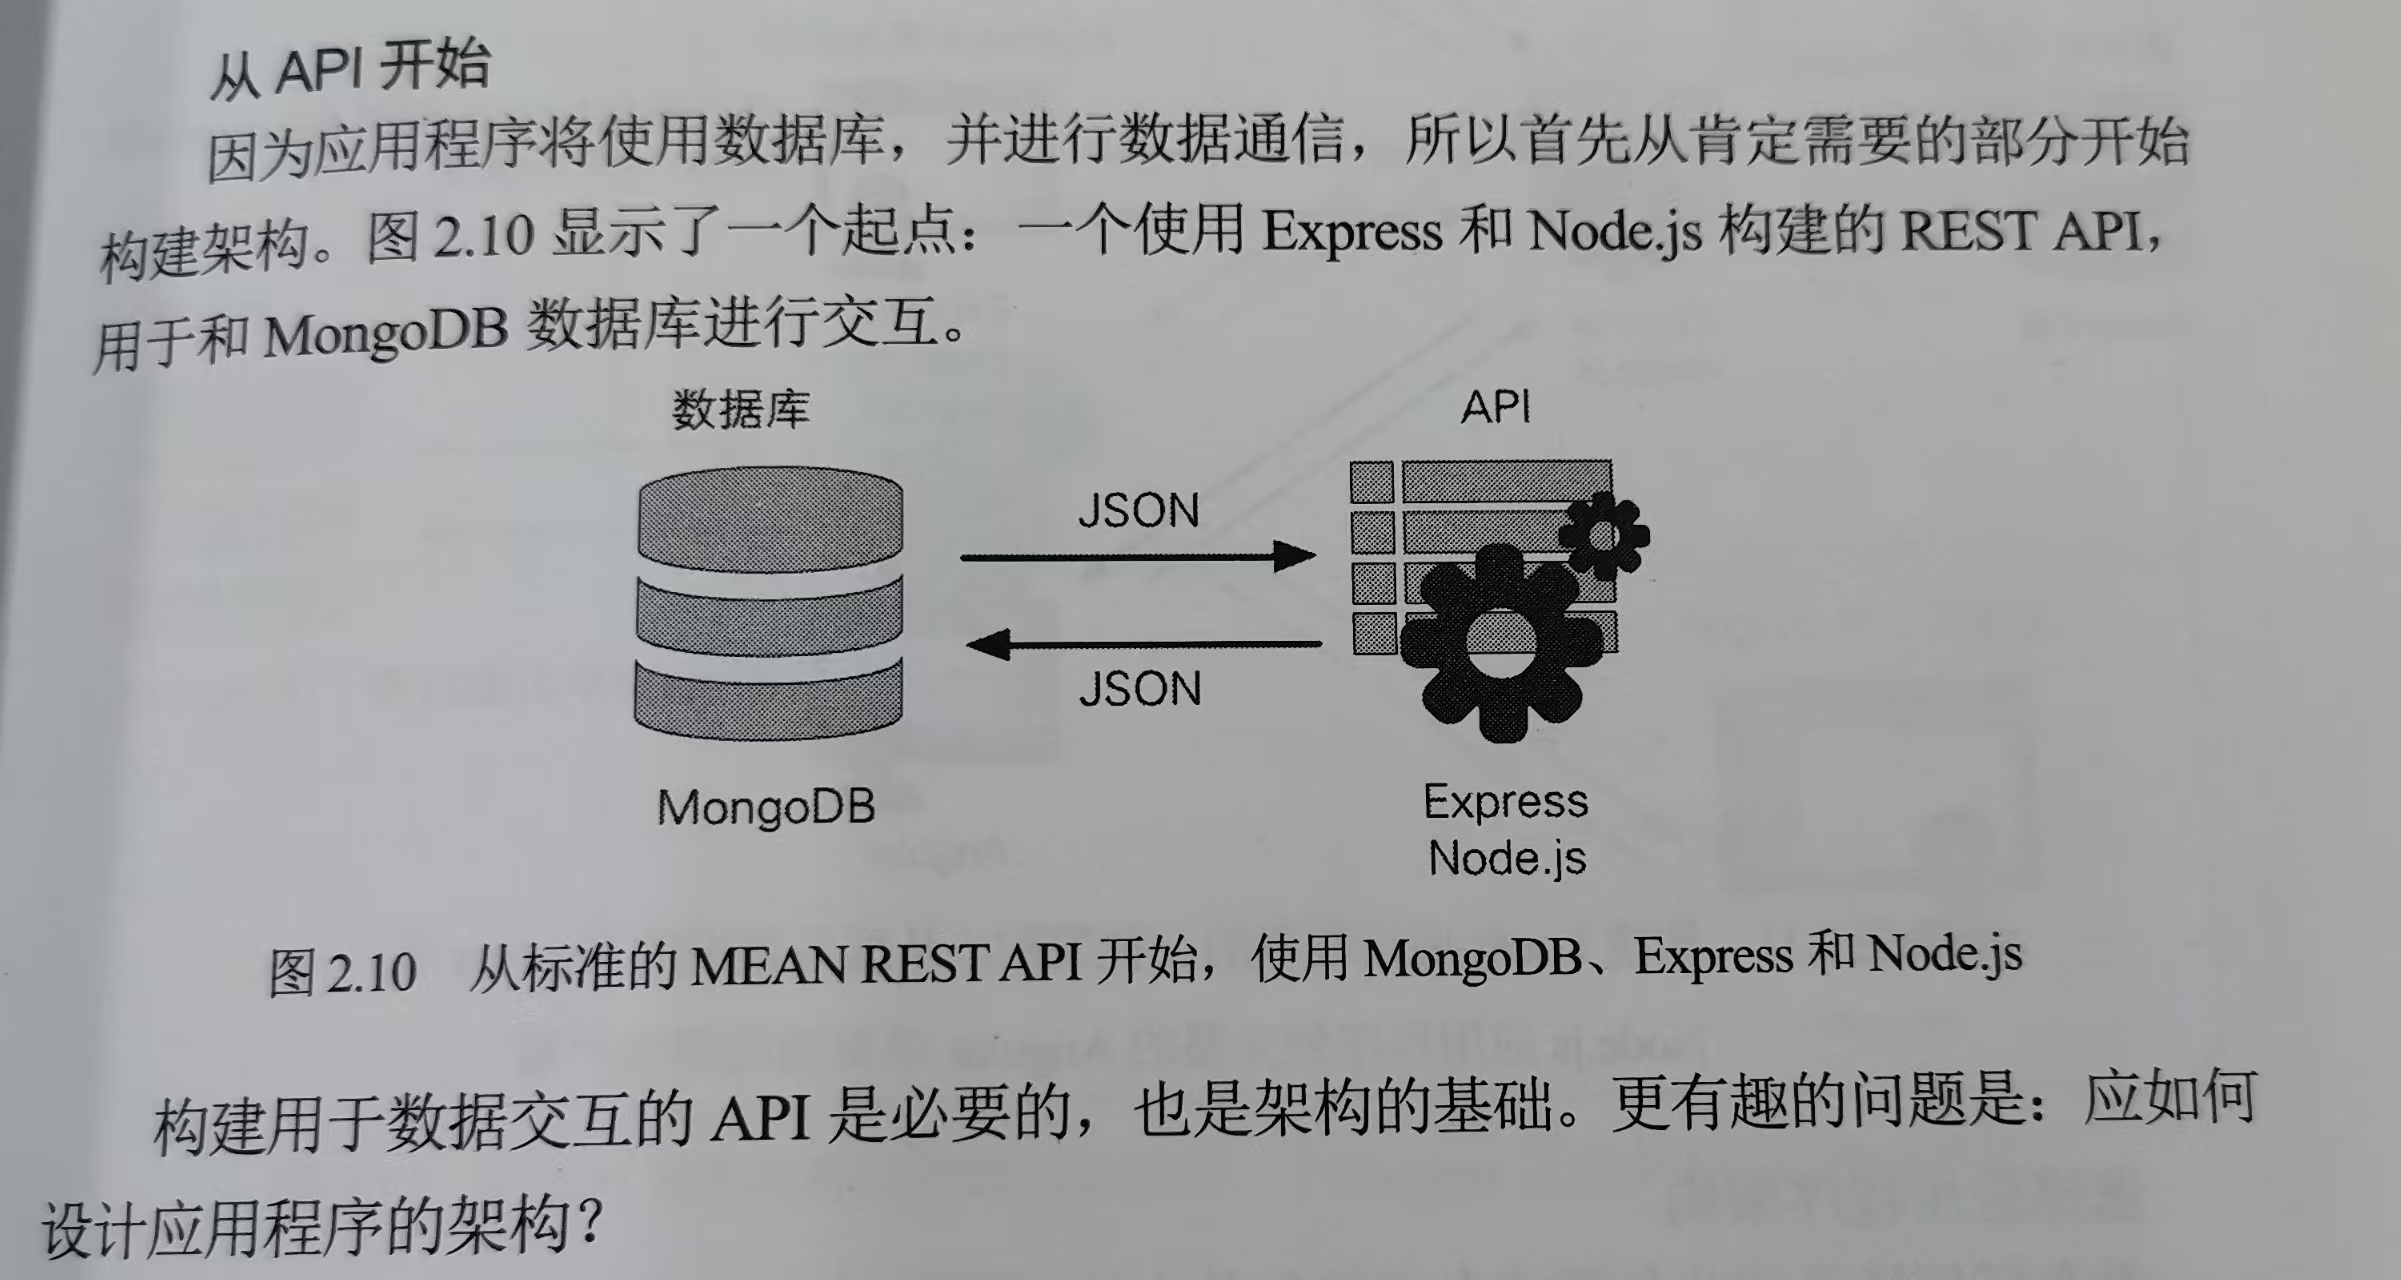 从 API 开始
因为应用程序将使用数据库，并进行数据通信，所以首先从肯定需要的部分开始
构建架构。图 2.10 显示了一个起点：一个使用 Express 和 Node.js 构建的 REST API，
用于和 MongoDB 数据库进行交互。
数据库
API
JSON
JSON
MongoDB
Express
Node.js
图 2.10 从标准的 MEAN REST API 开始，使用 MongoDB、Express 和 Node.js
构建用于数据交互的 API 是必要的，也是架构的基础。更有趣的问题是：应如何
设计应用程序的架构？